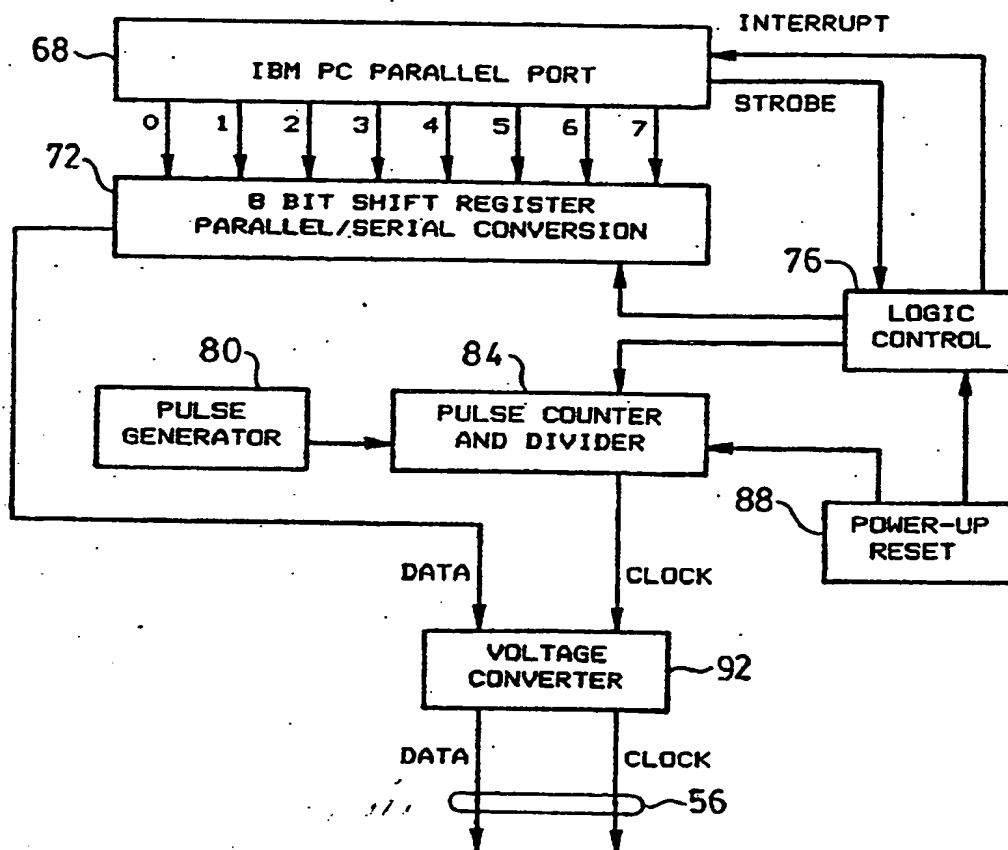 INTERRUPT
68
IBM PC PARALLEL PORT
STROBE
0 1 2 3 4 5 6 7
72
8 BIT SHIFT REGISTER
PARALLEL/SERIAL CONVERSION
76
LOGIC
CONTROL
80
84
PULSE
GENERATOR
PULSE COUNTER
AND DIVIDER
88
POWER-UP
RESET
DATA
CLOCK
VOLTAGE
CONVERTER
92
DATA
CLOCK
56